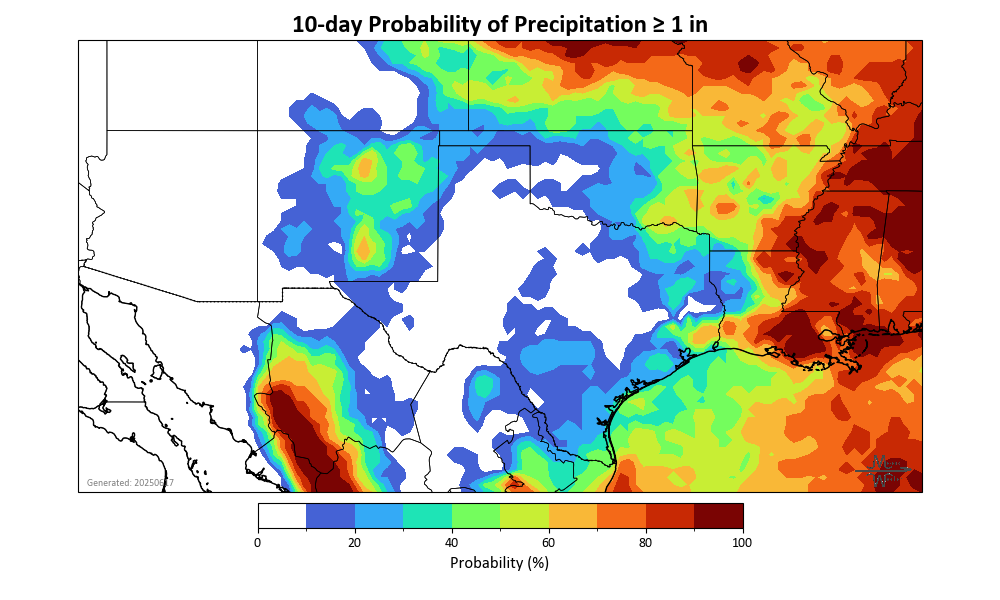 10-day Probability of Precipitation ≥ 1 in
Generated: 20250617
0 20 40 60 80 100
Probability (%)